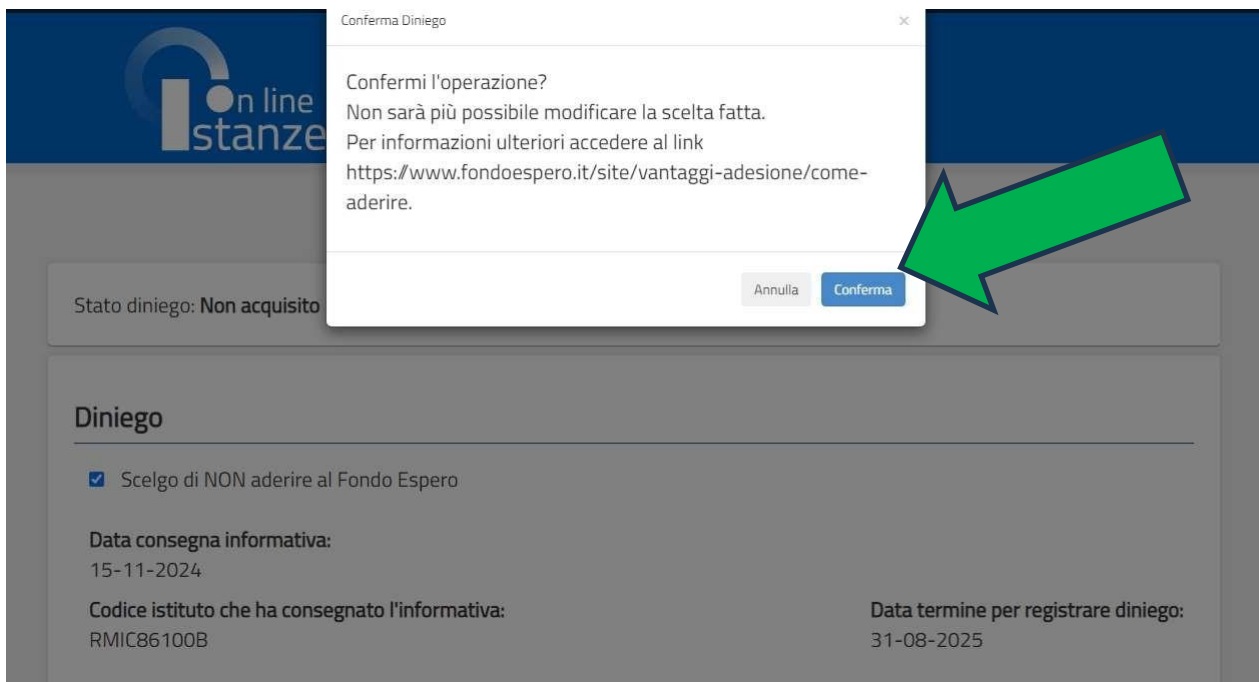 Conferma Diniego
×
Confermi l'operazione?
Non sarà più possibile modificare la scelta fatta.
Per informazioni ulteriori accedere al link
https://www.fondoespero.it/site/vantaggi-adesione/come-
aderire.
Annulla Conferma
on line
istanze
Stato diniego: Non acquisito
Diniego
Scelgo di NON aderire al Fondo Espero
Data consegna informativa:
15-11-2024
Codice istituto che ha consegnato l'informativa:
RMIC86100B
Data termine per registrare diniego:
31-08-2025